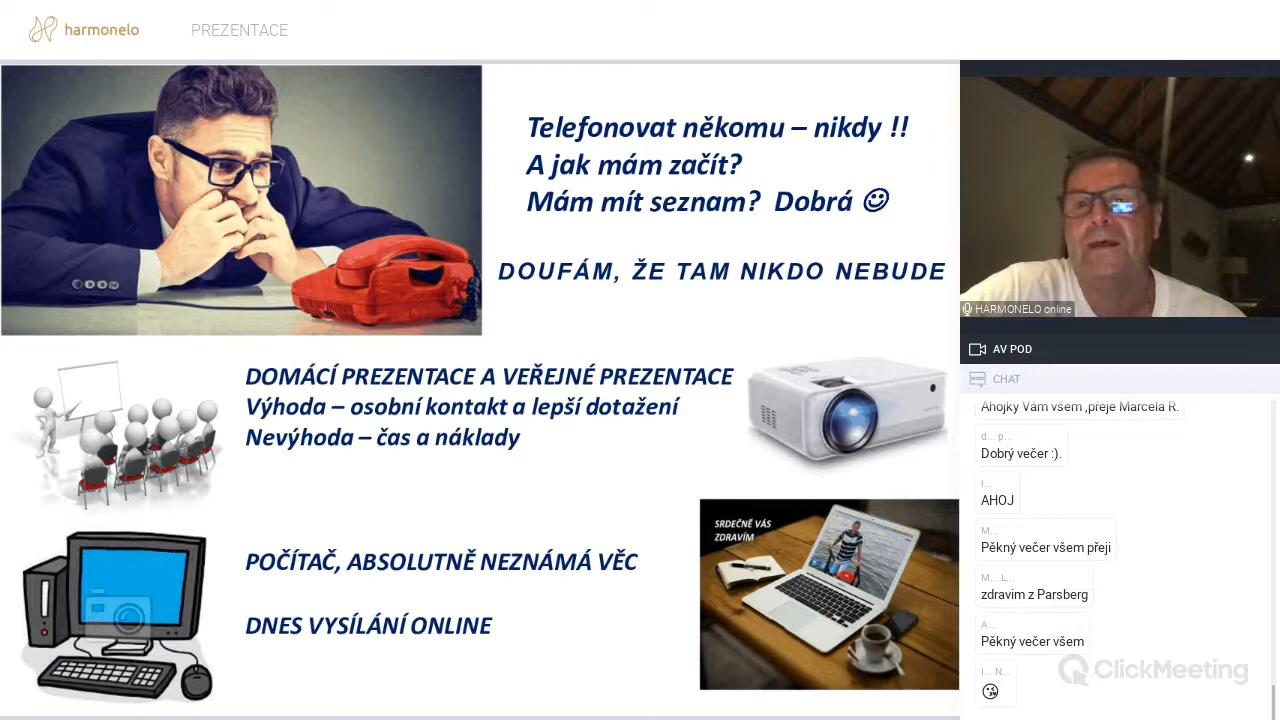 harmonelo
PREZENTACE
Telefonovat někomu – nikdy !!
A jak mám začít?
Mám mít seznam? Dobrá ☺
DOUFÁM, ŽE TAM NIKDO NEBUDE
DOMÁCÍ PREZENTACE A VEŘEJNÉ PREZENTACE
Výhoda – osobní kontakt a lepší dotažení
Nevýhoda – čas a náklady
SRDEČNĚ VÁS
ZDRAVÍM
POČÍTAČ, ABSOLUTNĚ NEZNÁMÁ VĚC
DNES VYSÍLÁNÍ ONLINE
HARMONELO online
AV POD
CHAT
Ahojky Vám všem ,přeje Marcela R.
d... p...
Dobrý večer :).
I...
AHOJ
M...
Pěkný večer všem přeji
M... L...
zdravim z Parsberg
A...
Pěkný večer všem
I... N...
😘
ClickMeeting